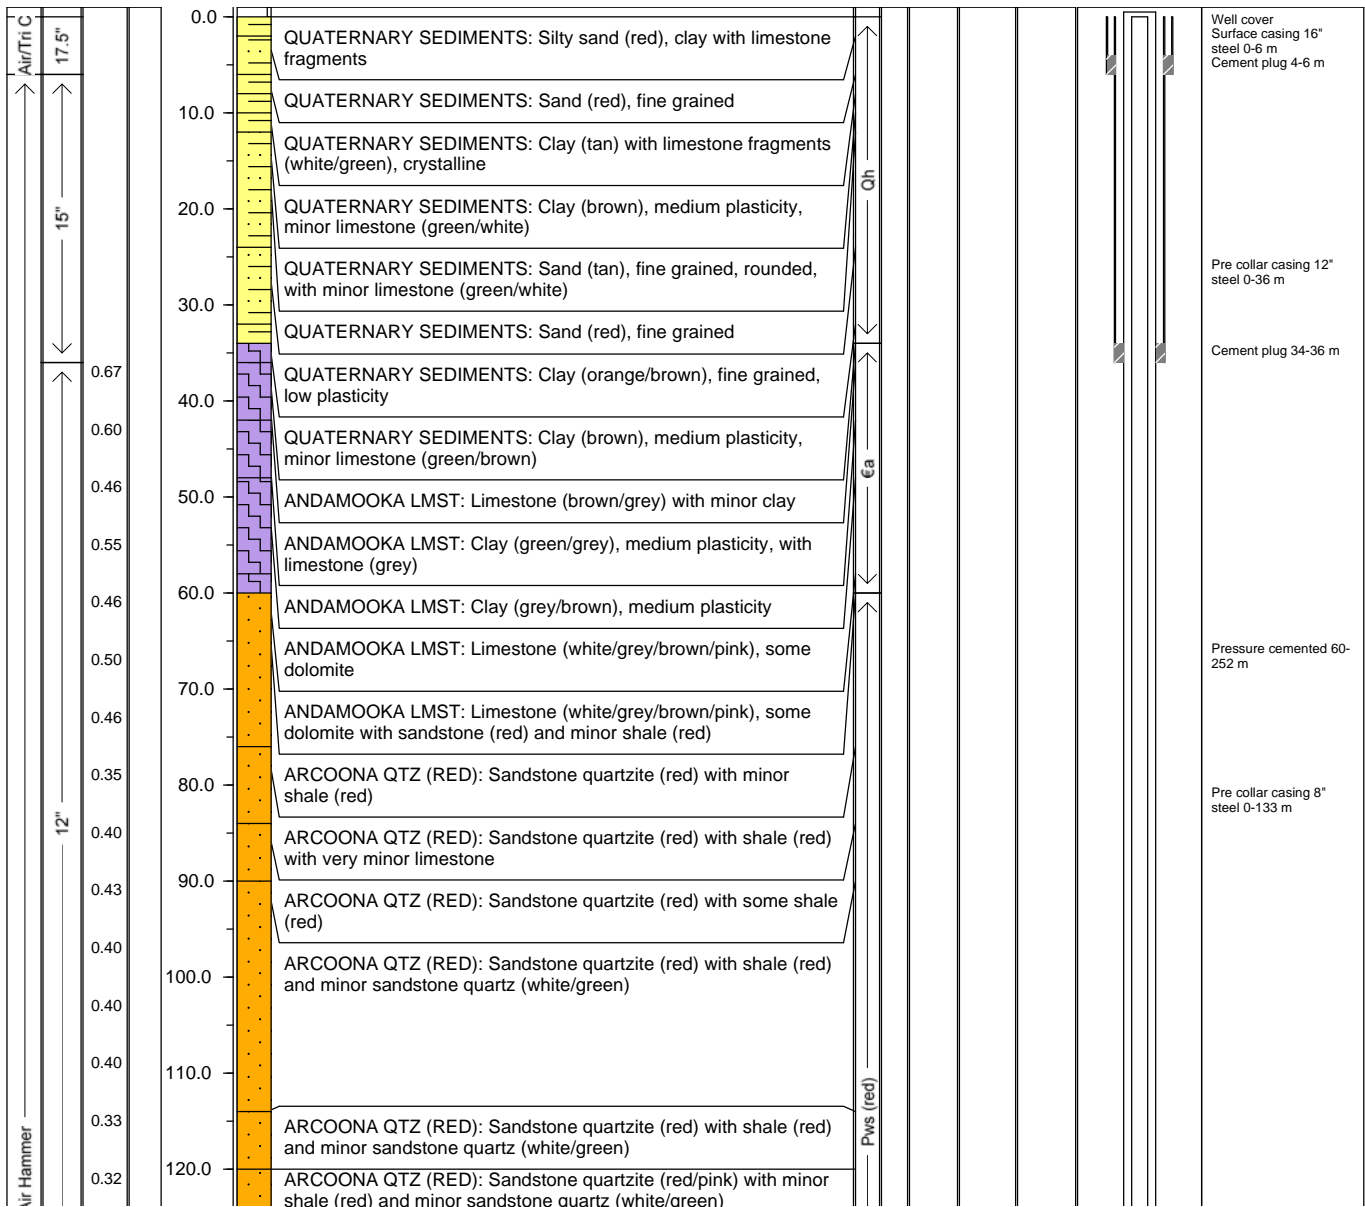 Air/Tri C
17.5"
15"
12"
Air Hammer
0.67
0.60
0.46
0.55
0.46
0.50
0.46
0.35
0.40
0.43
0.40
0.40
0.40
0.33
0.32
0.0
10.0
20.0
30.0
40.0
50.0
60.0
70.0
80.0
90.0
100.0
110.0
120.0
QUATERNARY SEDIMENTS: Silty sand (red), clay with limestone
fragments
QUATERNARY SEDIMENTS: Sand (red), fine grained
QUATERNARY SEDIMENTS: Clay (tan) with limestone fragments
(white/green), crystalline
QUATERNARY SEDIMENTS: Clay (brown), medium plasticity,
minor limestone (green/white)
QUATERNARY SEDIMENTS: Sand (tan), fine grained, rounded,
with minor limestone (green/white)
QUATERNARY SEDIMENTS: Sand (red), fine grained
QUATERNARY SEDIMENTS: Clay (orange/brown), fine grained,
low plasticity
QUATERNARY SEDIMENTS: Clay (brown), medium plasticity,
minor limestone (green/brown)
ANDAMOOKA LMST: Limestone (brown/grey) with minor clay
ANDAMOOKA LMST: Clay (green/grey), medium plasticity, with
limestone (grey)
ANDAMOOKA LMST: Clay (grey/brown), medium plasticity
ANDAMOOKA LMST: Limestone (white/grey/brown/pink), some
dolomite
ANDAMOOKA LMST: Limestone (white/grey/brown/pink), some
dolomite with sandstone (red) and minor shale (red)
ARCOONA QTZ (RED): Sandstone quartzite (red) with minor
shale (red)
ARCOONA QTZ (RED): Sandstone quartzite (red) with shale (red)
with very minor limestone
ARCOONA QTZ (RED): Sandstone quartzite (red) with some shale
(red)
ARCOONA QTZ (RED): Sandstone quartzite (red) with shale (red)
and minor sandstone quartz (white/green)
ARCOONA QTZ (RED): Sandstone quartzite (red) with shale (red)
and minor sandstone quartz (white/green)
ARCOONA QTZ (RED): Sandstone quartzite (red/pink) with minor
shale (red) and minor sandstone quartz (white/green)
Qh
€a
Pws (red)
Well cover
Surface casing 16"
steel 0-6 m
Cement plug 4-6 m
Pre collar casing 12"
steel 0-36 m
Cement plug 34-36 m
Pressure cemented 60-
252 m
Pre collar casing 8"
steel 0-133 m